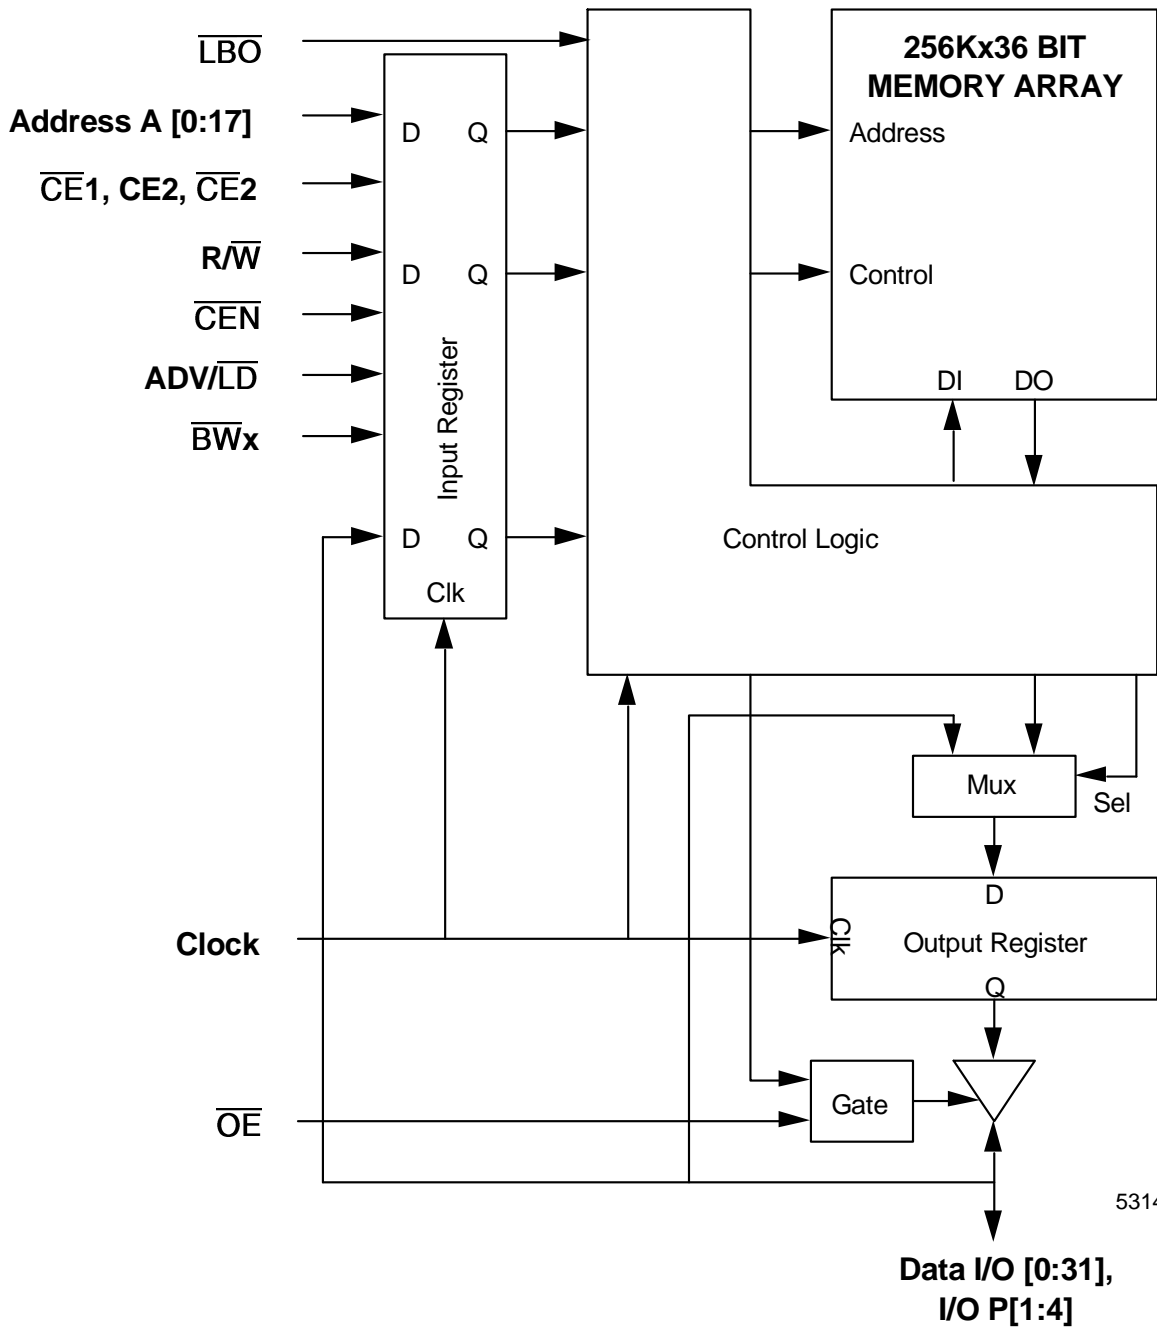 LBO
256Kx36 BIT
MEMORY ARRAY
Address A [0:17]
D Q
Address
CE1, CE2, CE2
R/W
D Q
Control
CEN
Input Register
ADV/LD
DI DO
BWx
D Q
Control Logic
Clk
Mux
Sel
D
Clock
Clk
Output Register
Q
Gate
OE
5314
Data I/O [0:31],
I/O P[1:4]